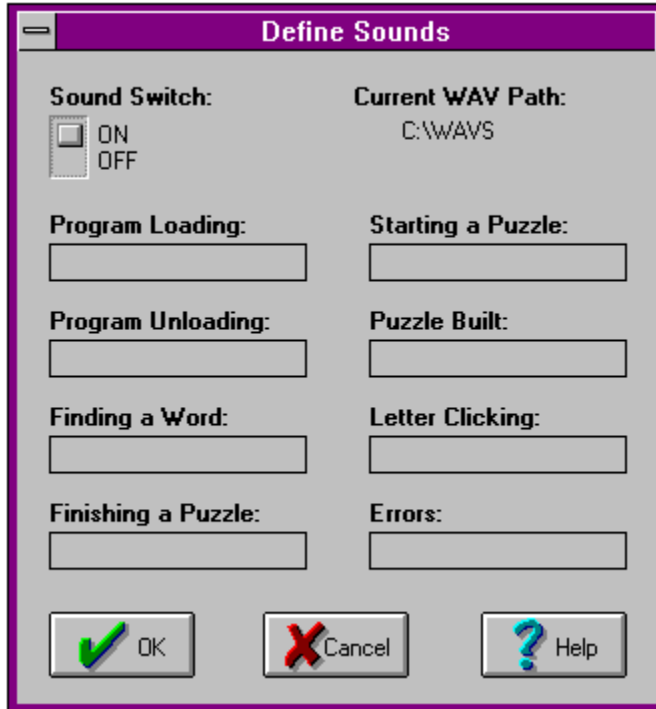 Define Sounds
Sound Switch:
ON
OFF
Current WAV Path:
C:\WAVS
Program Loading:
Starting a Puzzle:
Program Unloading:
Puzzle Built:
Finding a Word:
Letter Clicking:
Finishing a Puzzle:
Errors:
OK
Cancel
Help